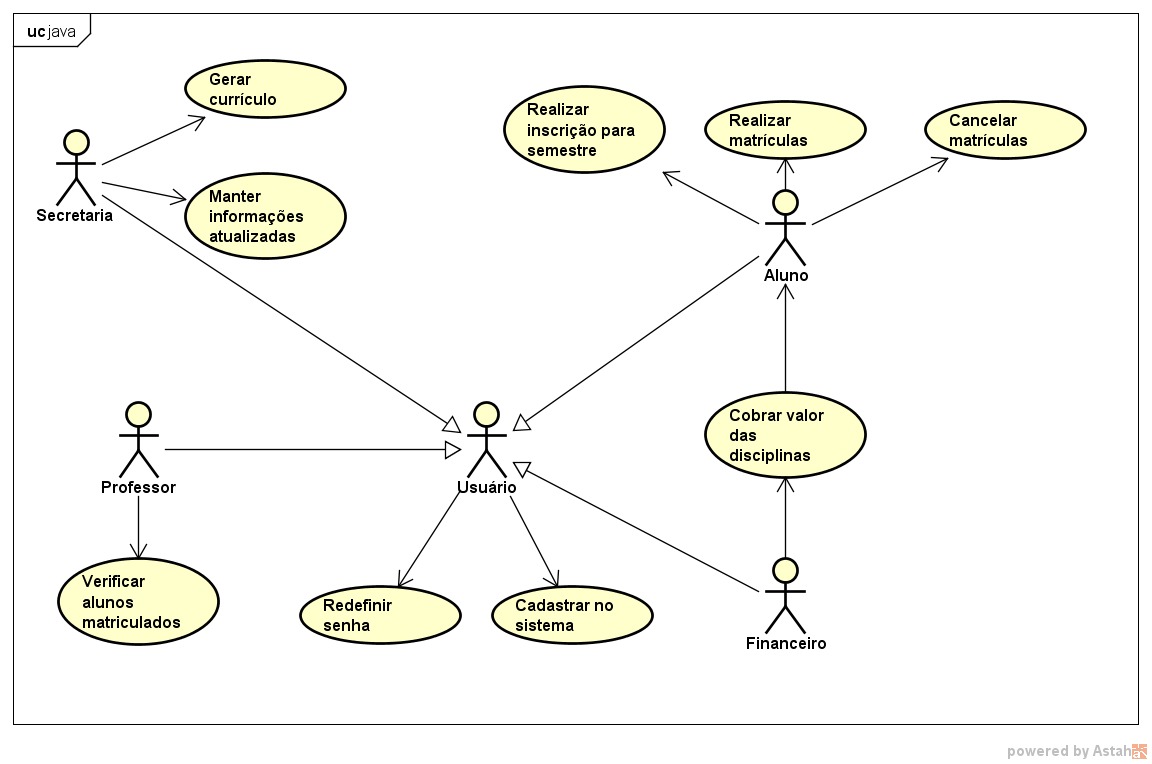 uc java
Gerar
currículo
Realizar
inscrição para
semestre
Realizar
matrículas
Cancelar
matrículas
Secretaria
Manter
informações
atualizadas
Aluno
Cobrar valor
das
disciplinas
Professor
Usuário
Verificar
alunos
matriculados
Redefinir
senha
Cadastrar no
sistema
Financeiro
powered by Astah